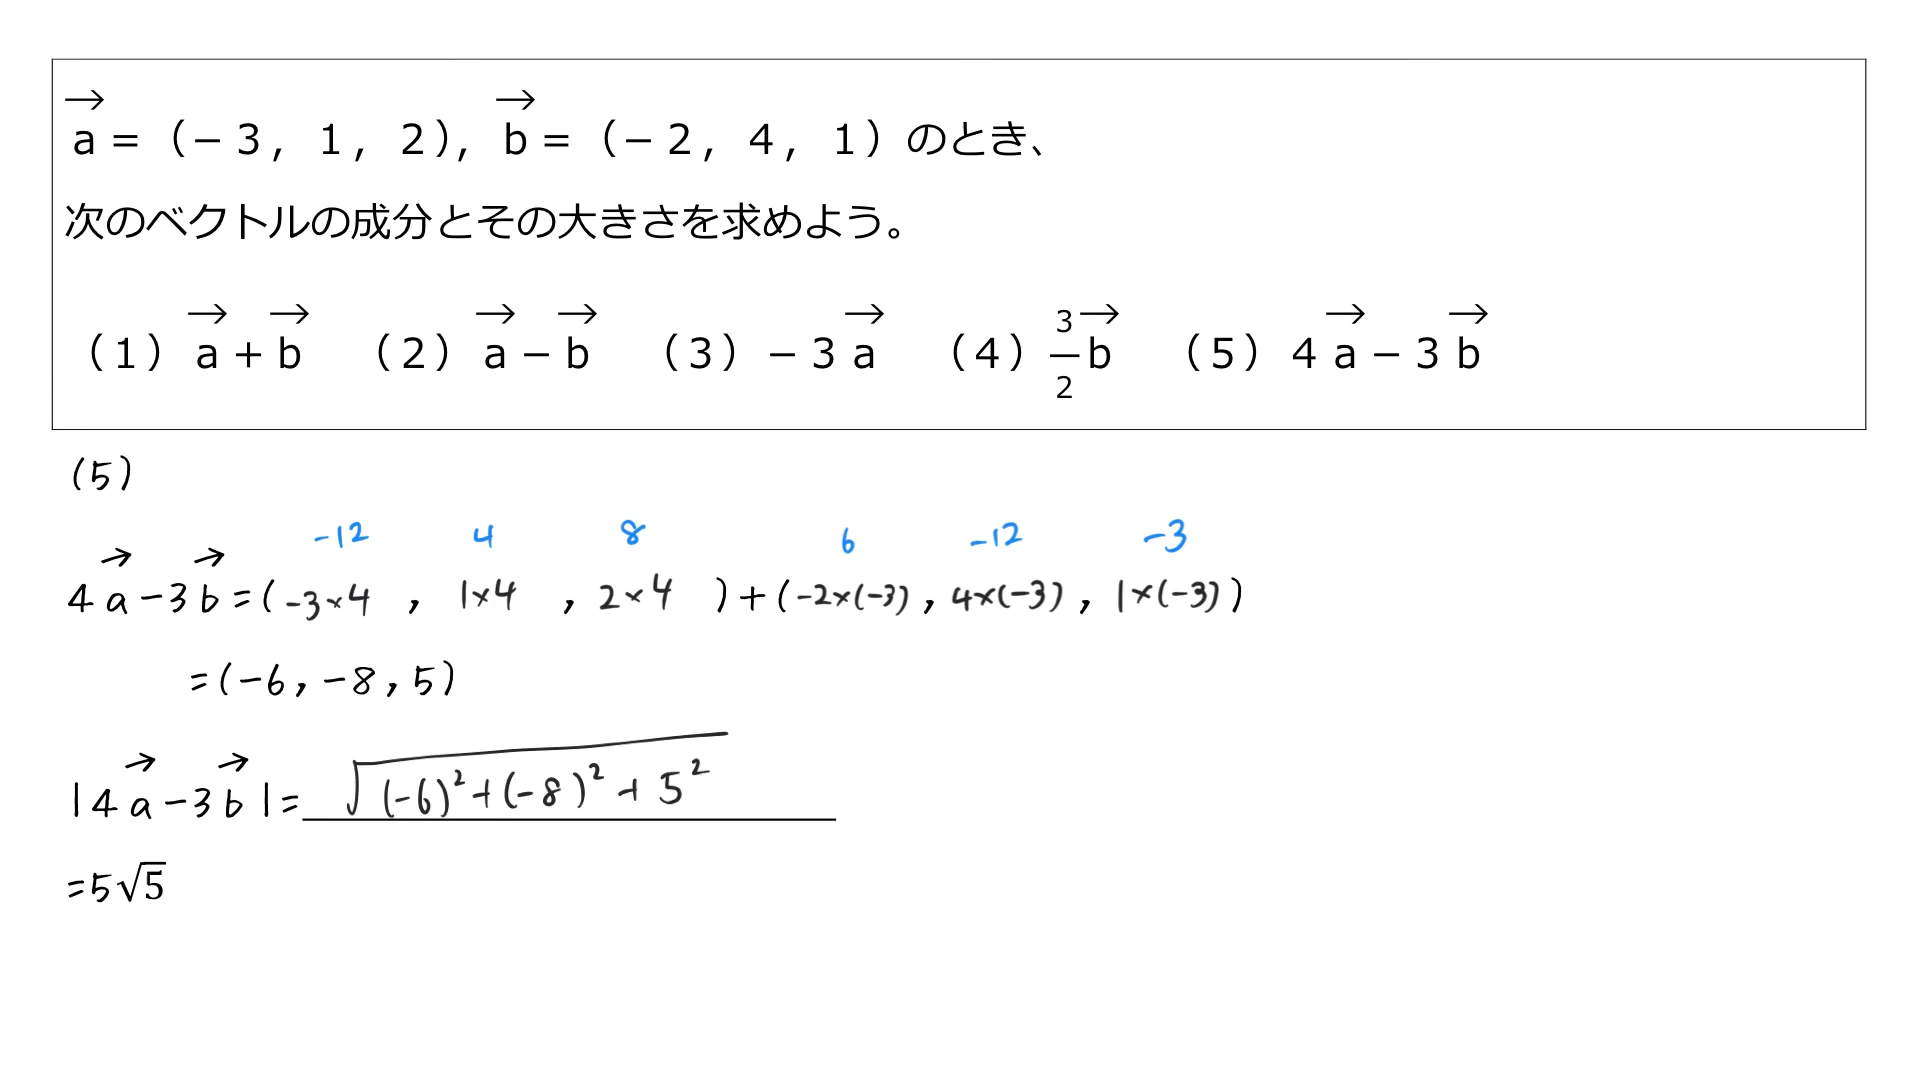 → →
a＝（－３，１，２），b＝（－２，４，１）のとき、
次のベクトルの成分とその大きさを求めよう。
→ → → → → → → →
（１）a＋b （２）a－b （３）－３a （４）3/2 b （５）４a－３b
(5)
-12 4 8 6 -12 -3
→ →
4a-3b=(-3×4, 1×4, 2×4)+(-2×(-3), 4×(-3), 1×(-3))
=(-6, -8, 5)
→ →
|4a-3b|=√(-6)²+(-8)²+5²
=5√5